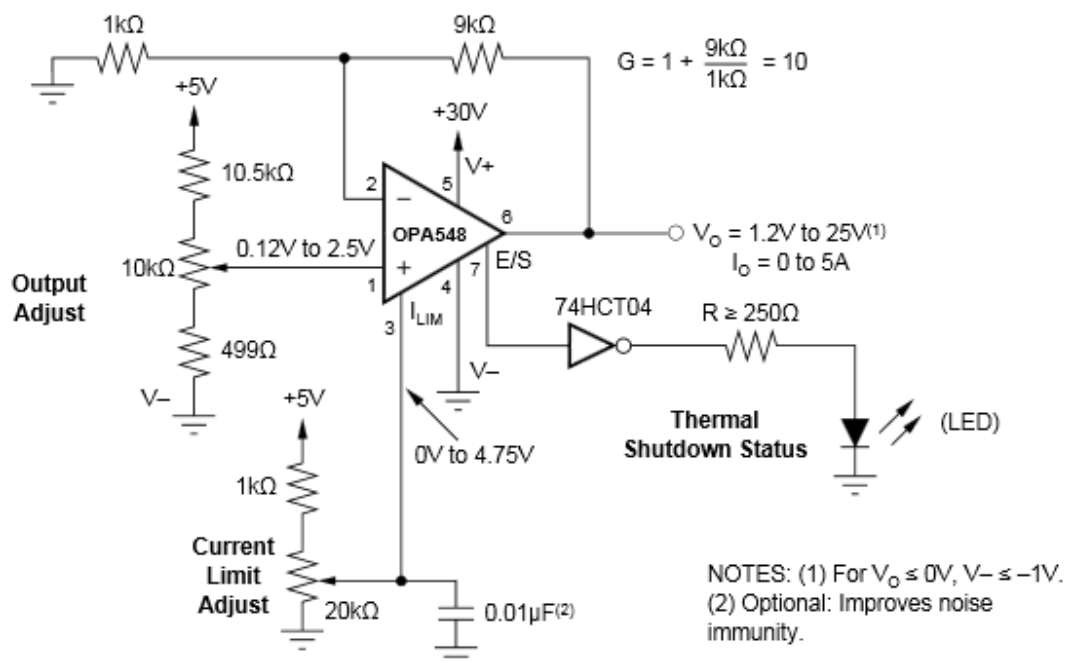 1kΩ
9kΩ
G = 1 + 9kΩ / 1kΩ = 10
+5V
+30V
V+
10.5kΩ
2
5
6
−
OPA548
0.12V to 2.5V
Output
Adjust
10kΩ
+
1
4
7
E/S
V_O = 1.2V to 25V(1)
I_O = 0 to 5A
3
I_LIM
74HCT04
R ≥ 250Ω
499Ω
V–
V–
+5V
0V to 4.75V
Thermal
Shutdown Status
(LED)
1kΩ
Current
Limit
Adjust
20kΩ
0.01µF(2)
NOTES: (1) For V_O ≤ 0V, V– ≤ –1V.
(2) Optional: Improves noise
immunity.